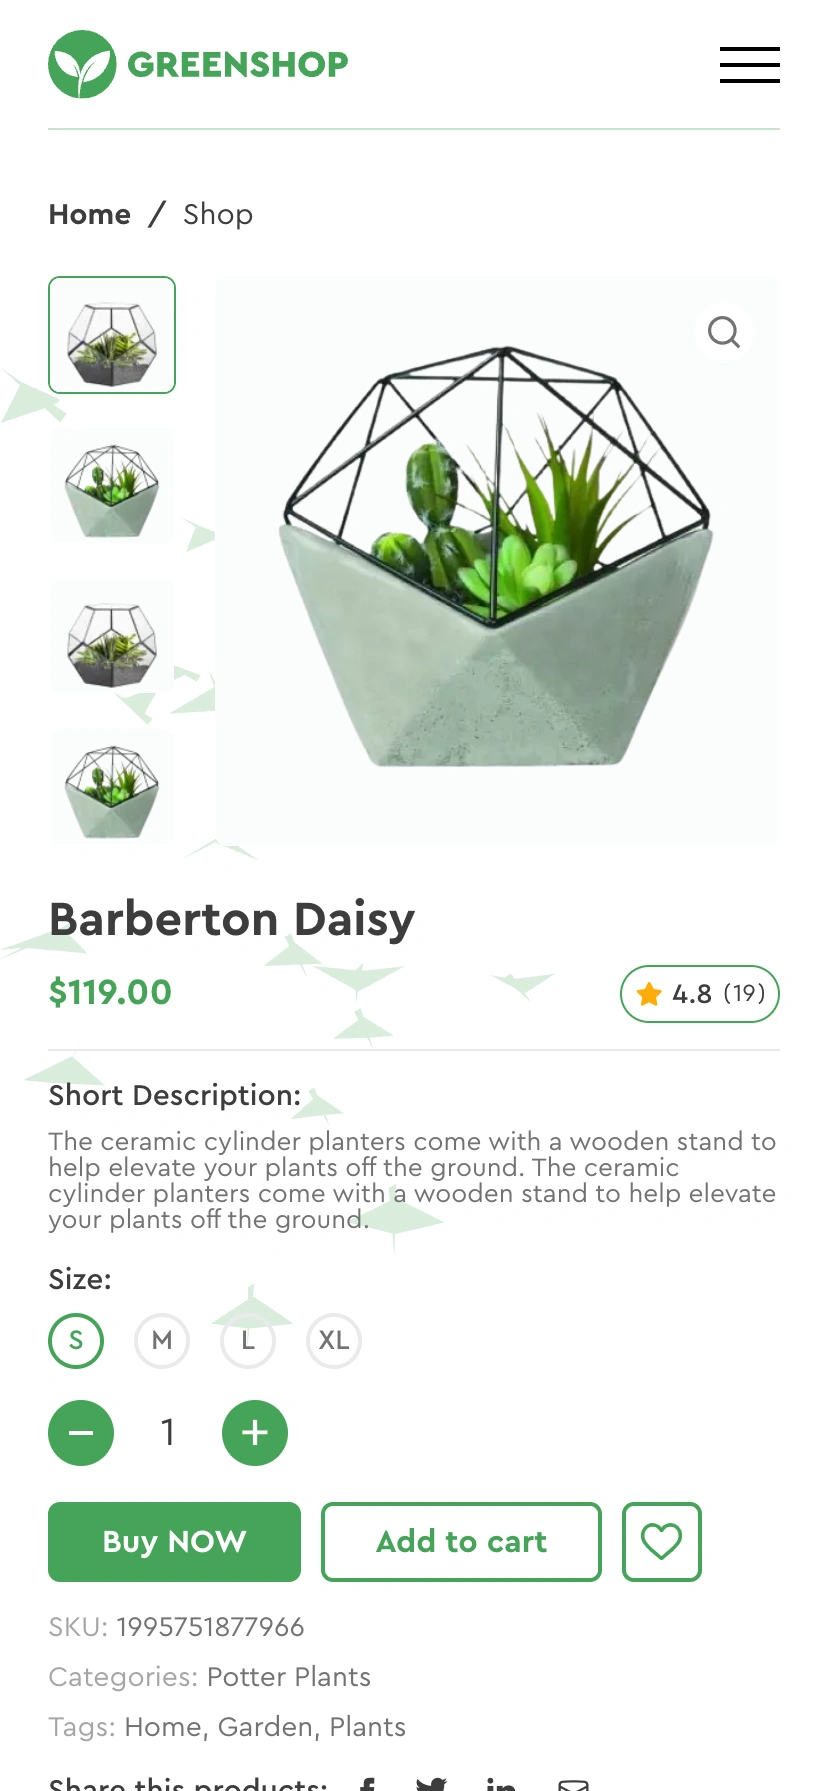 GREENSHOP
Home / Shop
Barberton Daisy
$119.00
4.8 (19)
Short Description:
The ceramic cylinder planters come with a wooden stand to
help elevate your plants off the ground. The ceramic
cylinder planters come with a wooden stand to help elevate
your plants off the ground.
Size:
S M L XL
1
Buy NOW Add to cart
SKU: 1995751877966
Categories: Potter Plants
Tags: Home, Garden, Plants
Share this products: